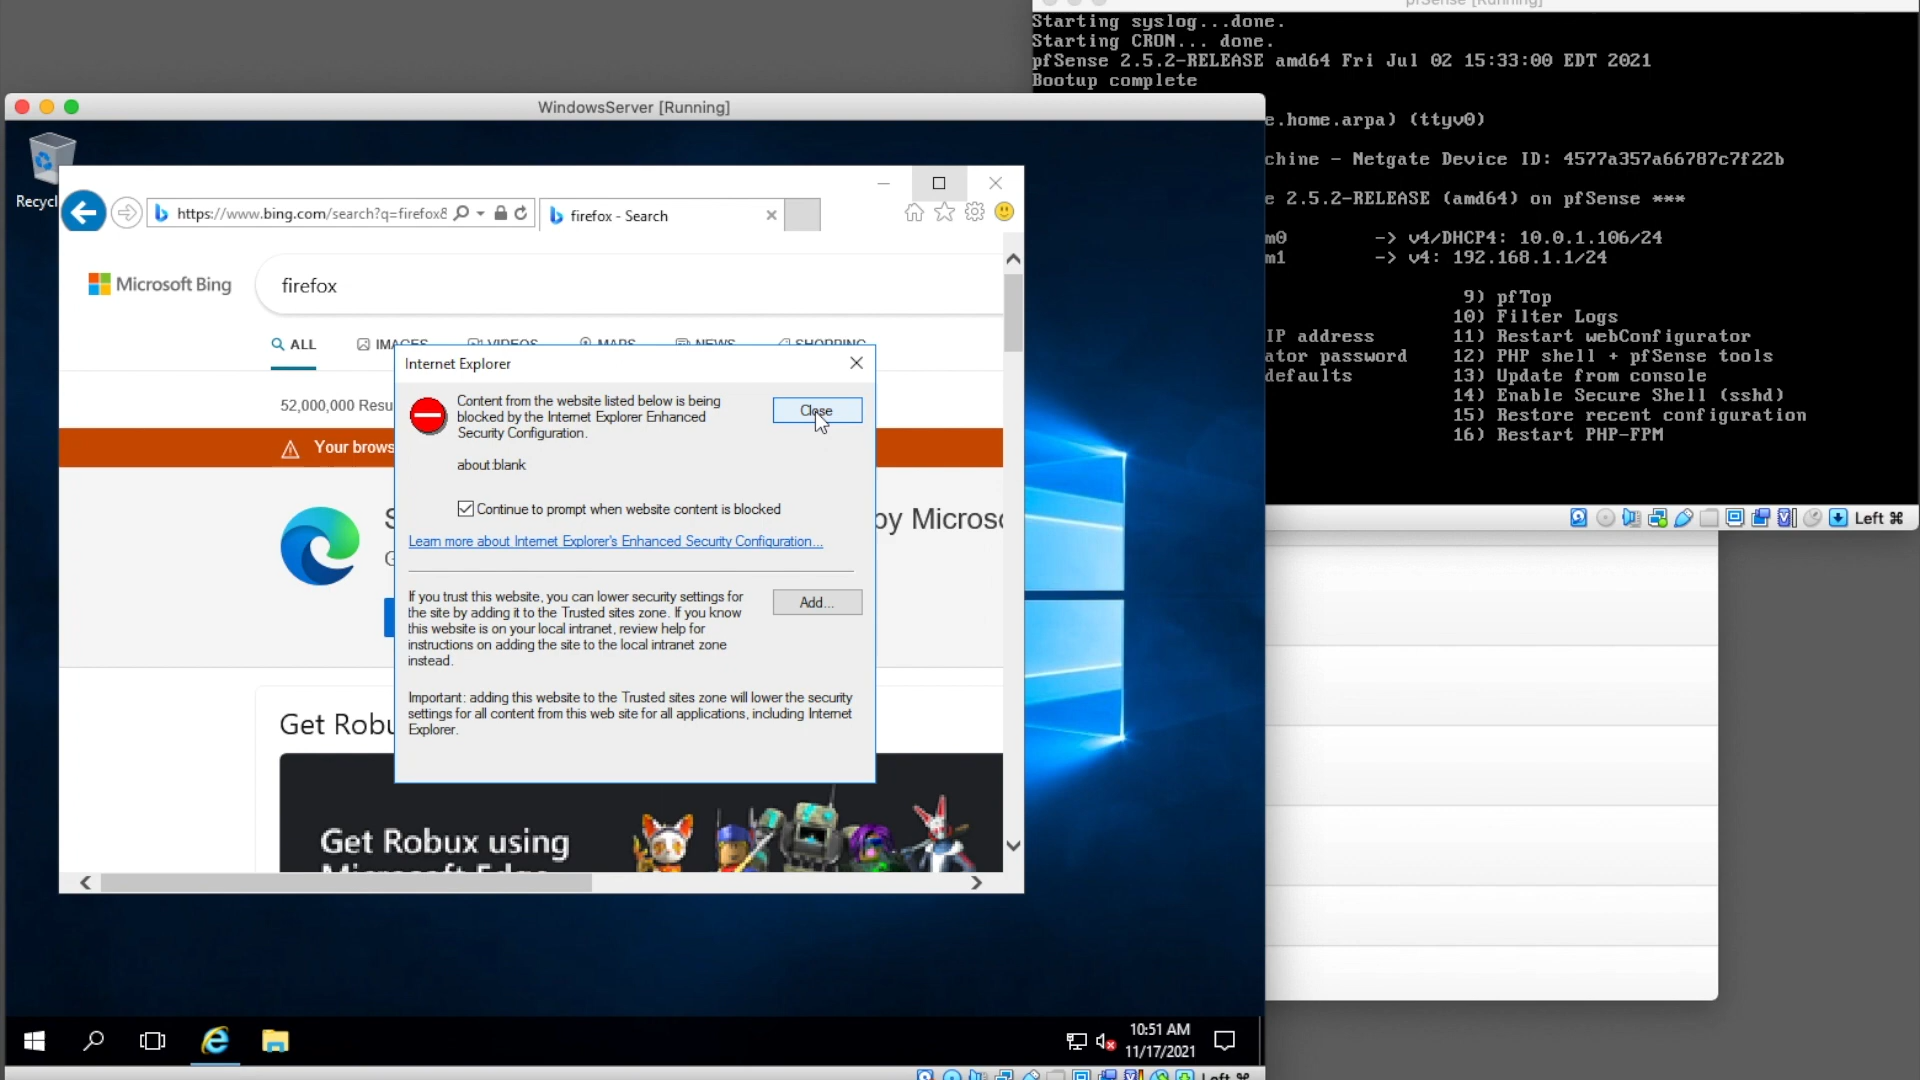 pfSense [Running]
Starting syslog...done.
Starting CRON... done.
pfSense 2.5.2-RELEASE amd64 Fri Jul 02 15:33:00 EDT 2021
Bootup complete
e.home.arpa) (ttyv0)
chine - Netgate Device ID: 4577a357a66787c7f22b
e 2.5.2-RELEASE (amd64) on pfSense ***
m0 -> v4/DHCP4: 10.0.1.106/24
m1 -> v4: 192.168.1.1/24
9) pfTop
10) Filter Logs
IP address 11) Restart webConfigurator
ator password 12) PHP shell + pfSense tools
defaults 13) Update from console
14) Enable Secure Shell (sshd)
15) Restore recent configuration
16) Restart PHP-FPM
Left ⌘
WindowsServer [Running]
Recycl
https://www.bing.com/search?q=firefox&
firefox - Search
Microsoft Bing
firefox
ALL IMAGES VIDEOS MAPS NEWS SHOPPING
52,000,000 Resu
Your brows
by Microso
Get Robu
Get Robux using
Microsoft Edge
Internet Explorer
Content from the website listed below is being
blocked by the Internet Explorer Enhanced
Security Configuration.
Close
about:blank
Continue to prompt when website content is blocked
Learn more about Internet Explorer's Enhanced Security Configuration...
If you trust this website, you can lower security settings for
the site by adding it to the Trusted sites zone. If you know
this website is on your local intranet, review help for
instructions on adding the site to the local intranet zone
instead.
Add...
Important: adding this website to the Trusted sites zone will lower the security
settings for all content from this web site for all applications, including Internet
Explorer.
10:51 AM
11/17/2021
Left ⌘